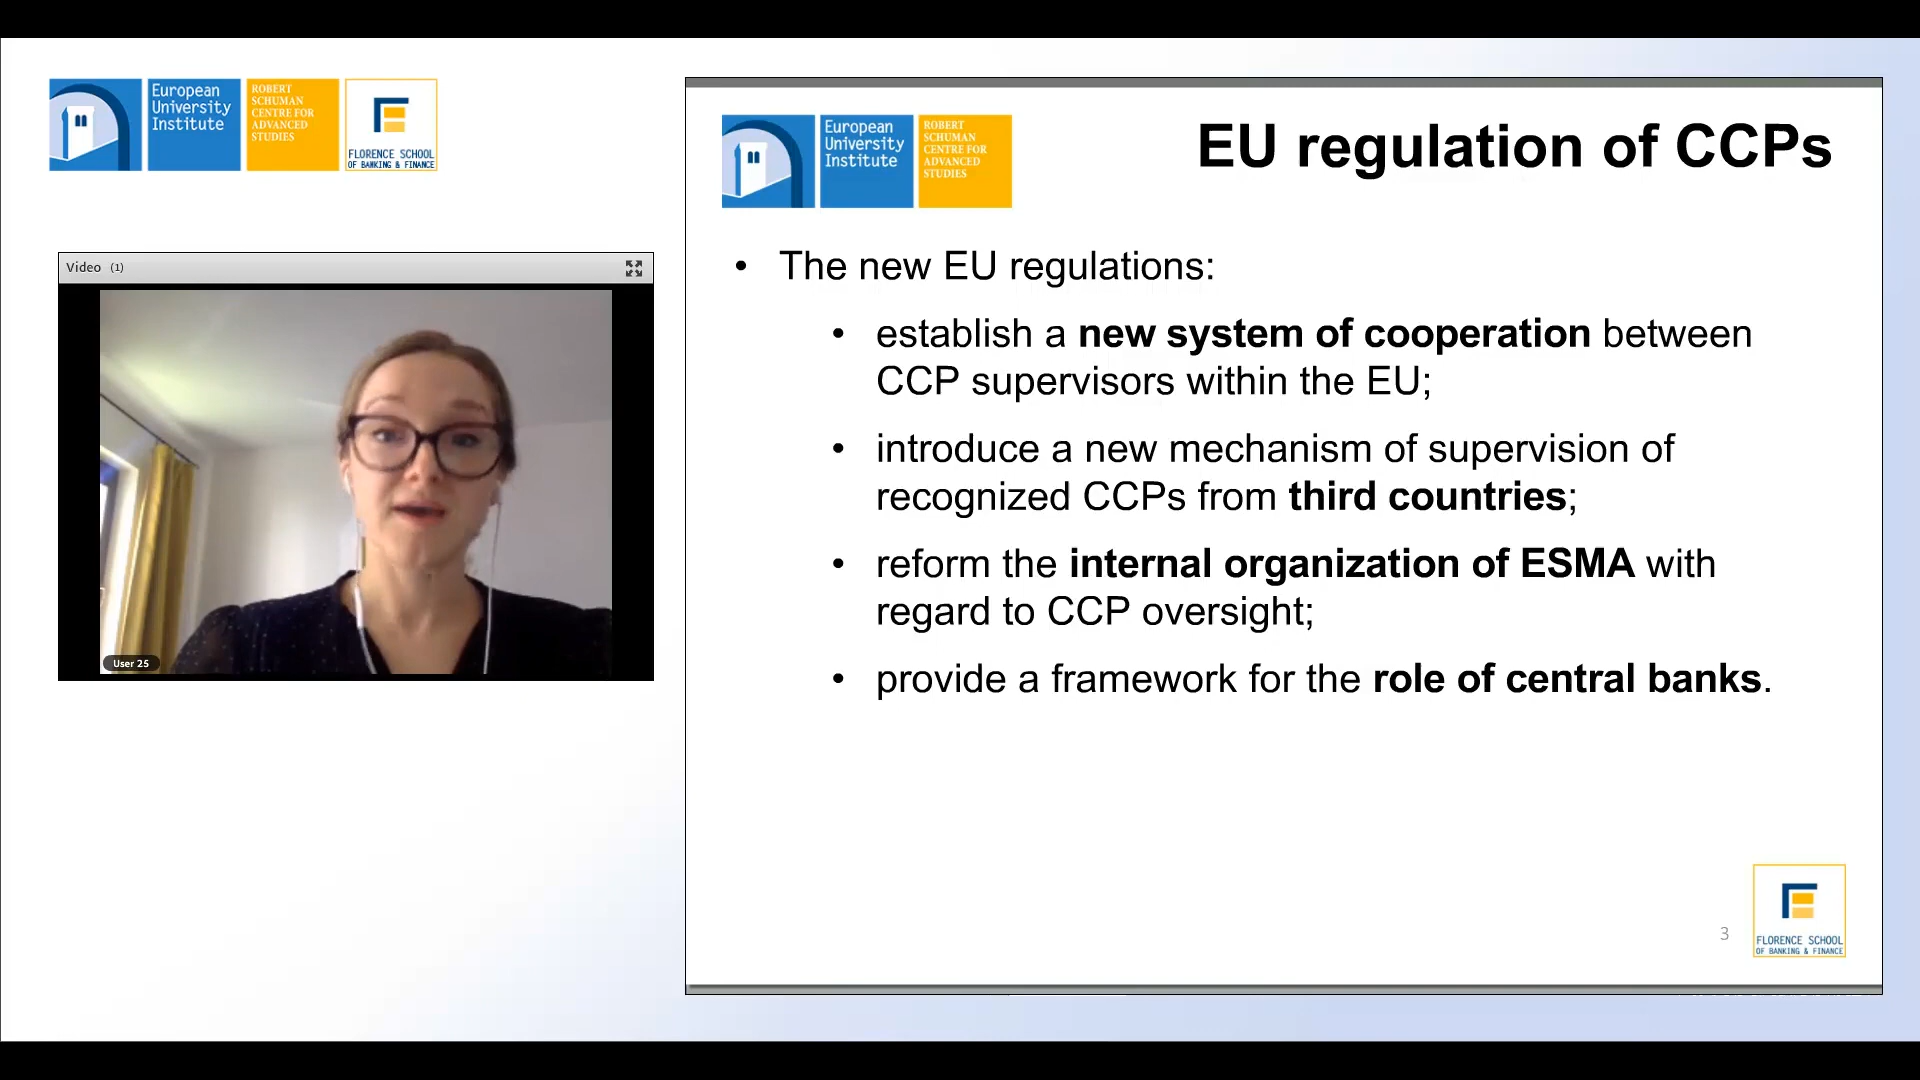 European
University
Institute
ROBERT
SCHUMAN
CENTRE FOR
ADVANCED
STUDIES
FLORENCE SCHOOL
OF BANKING & FINANCE
Video (1)
User 25
European
University
Institute
ROBERT
SCHUMAN
CENTRE FOR
ADVANCED
STUDIES
EU regulation of CCPs
• The new EU regulations:
• establish a new system of cooperation between
CCP supervisors within the EU;
• introduce a new mechanism of supervision of
recognized CCPs from third countries;
• reform the internal organization of ESMA with
regard to CCP oversight;
• provide a framework for the role of central banks.
3
FLORENCE SCHOOL
OF BANKING & FINANCE